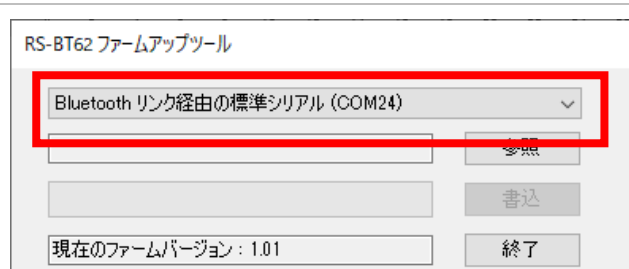 RS-BT62 ファームアップツール
Bluetooth リンク経由の標準シリアル (COM24)
参照
書込
現在のファームバージョン : 1.01
終了